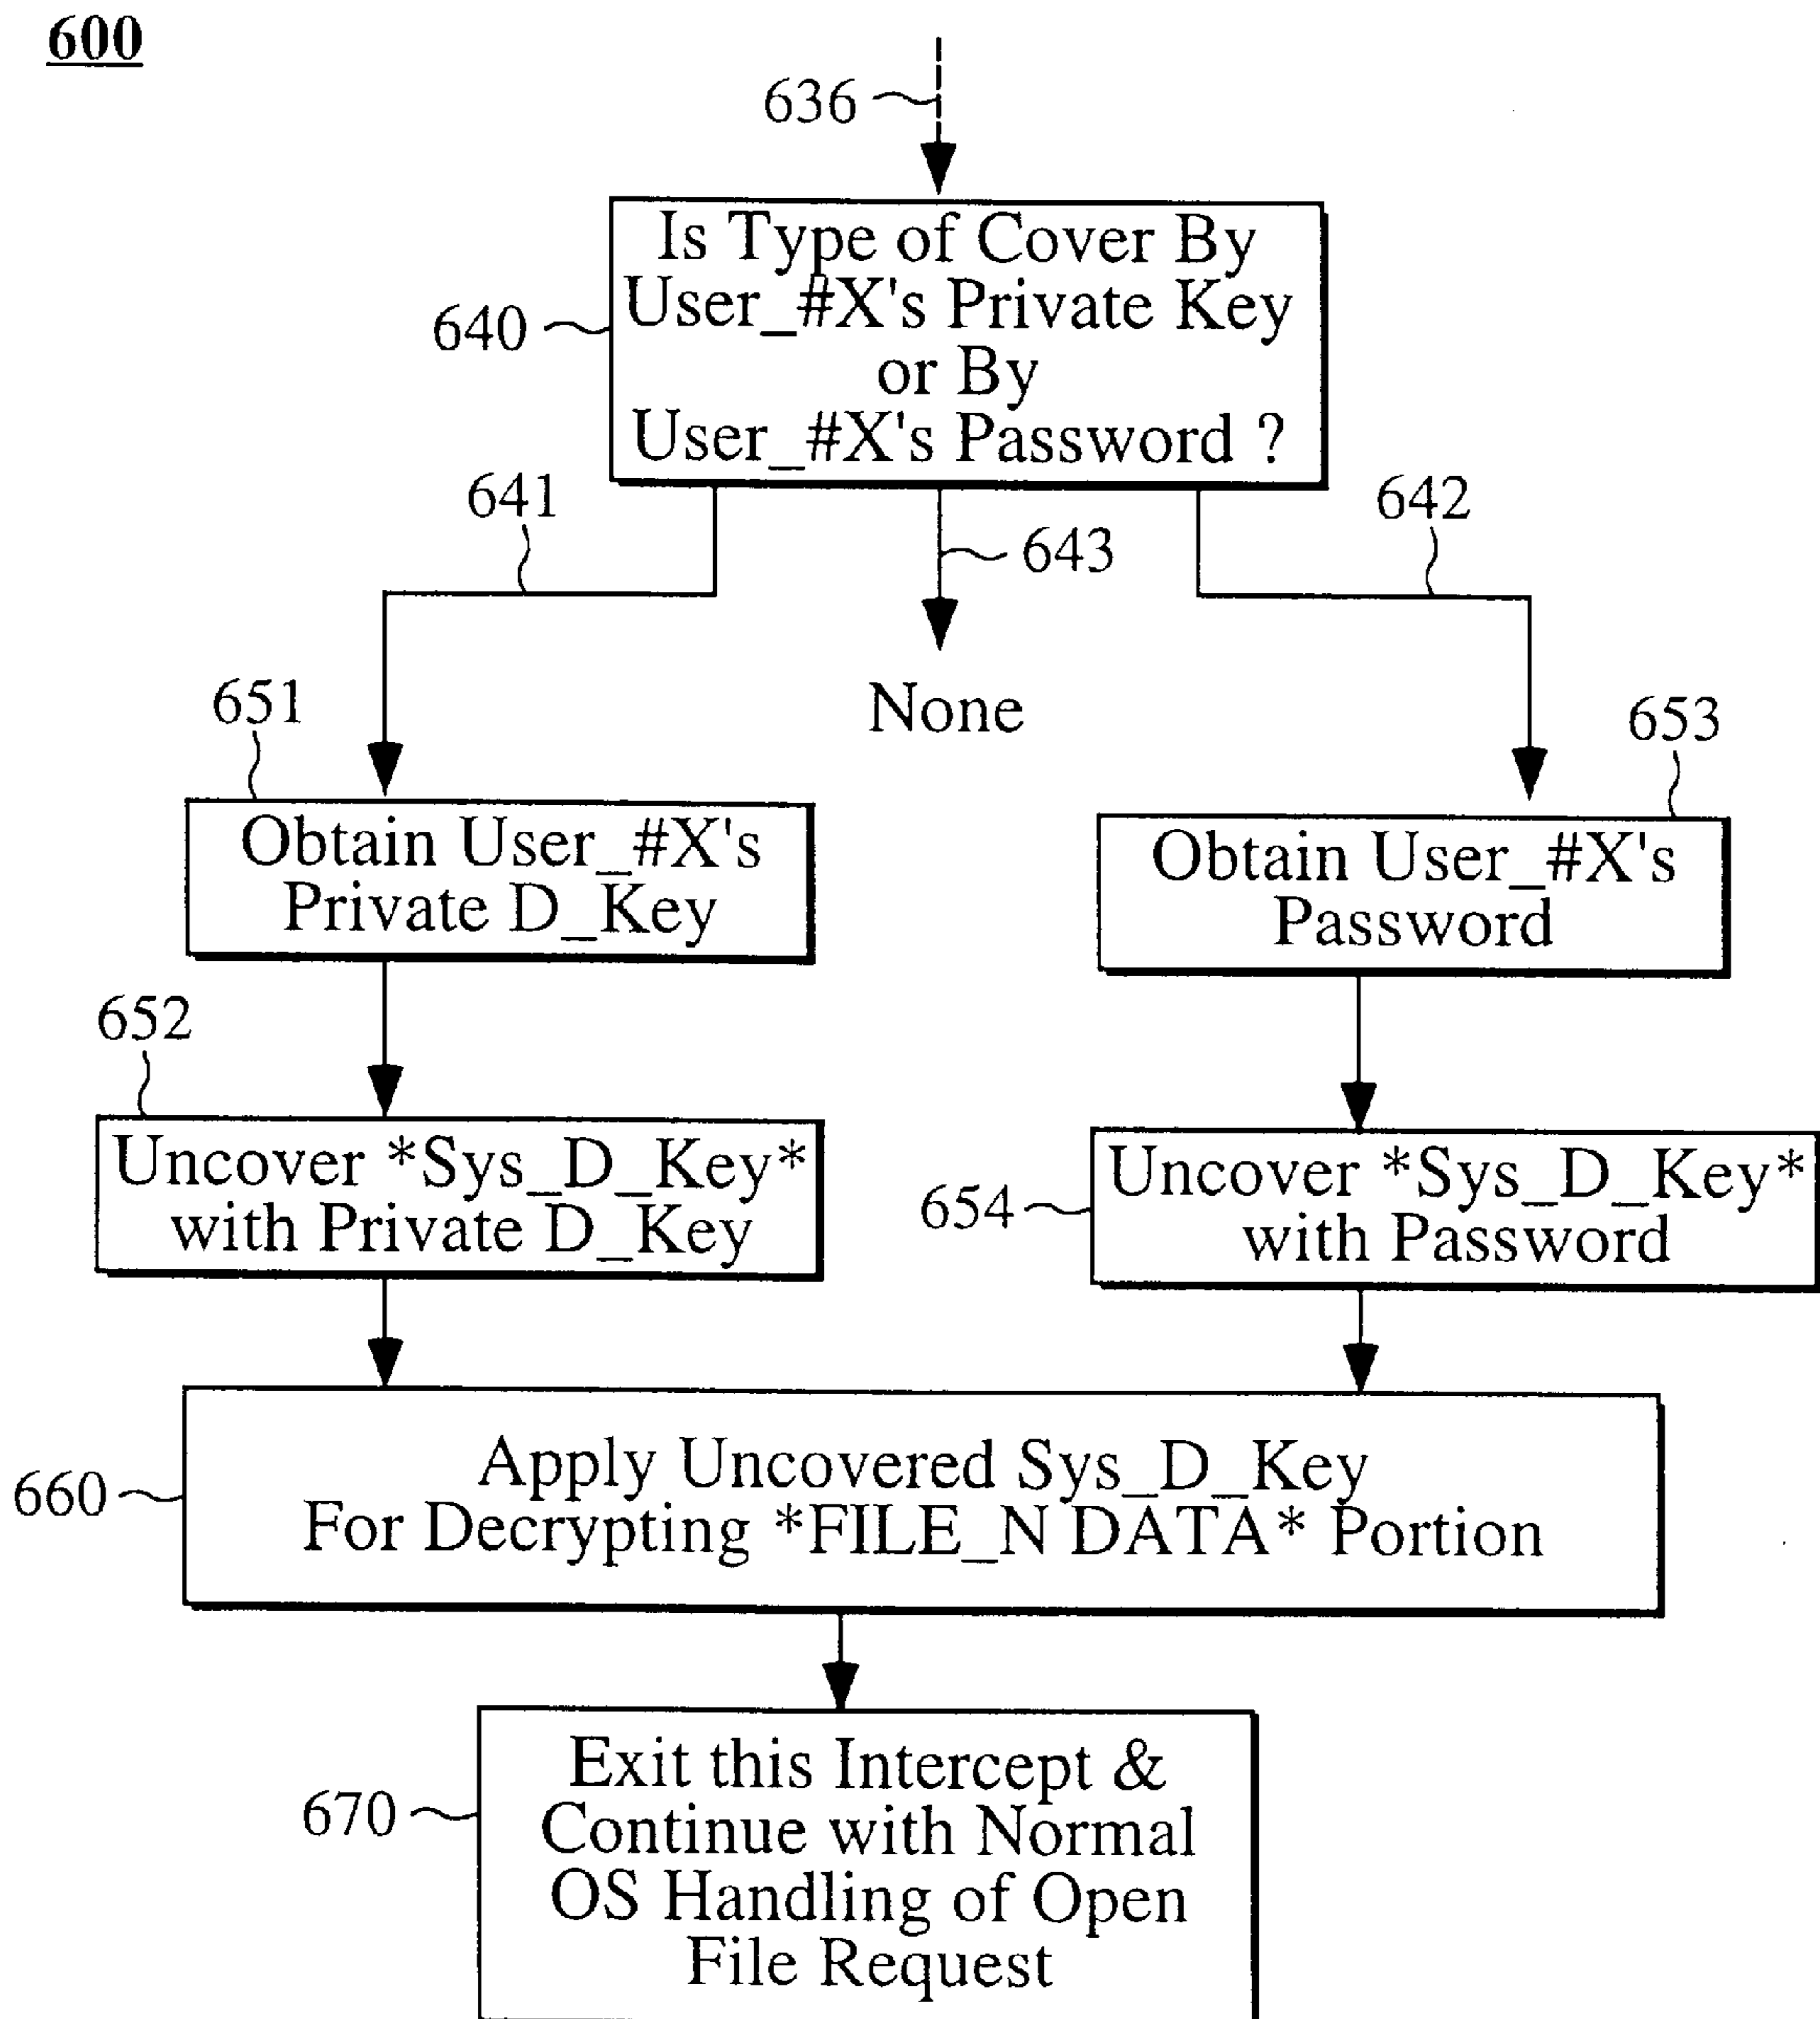 600
636
Is Type of Cover By
User_#X's Private Key
or By
User_#X's Password ?
640
641
643
642
None
651
653
Obtain User_#X's
Private D_Key
Obtain User_#X's
Password
652
Uncover *Sys_D_Key*
with Private D_Key
654
Uncover *Sys_D_Key*
with Password
660
Apply Uncovered Sys_D_Key
For Decrypting *FILE_N DATA* Portion
670
Exit this Intercept &
Continue with Normal
OS Handling of Open
File Request